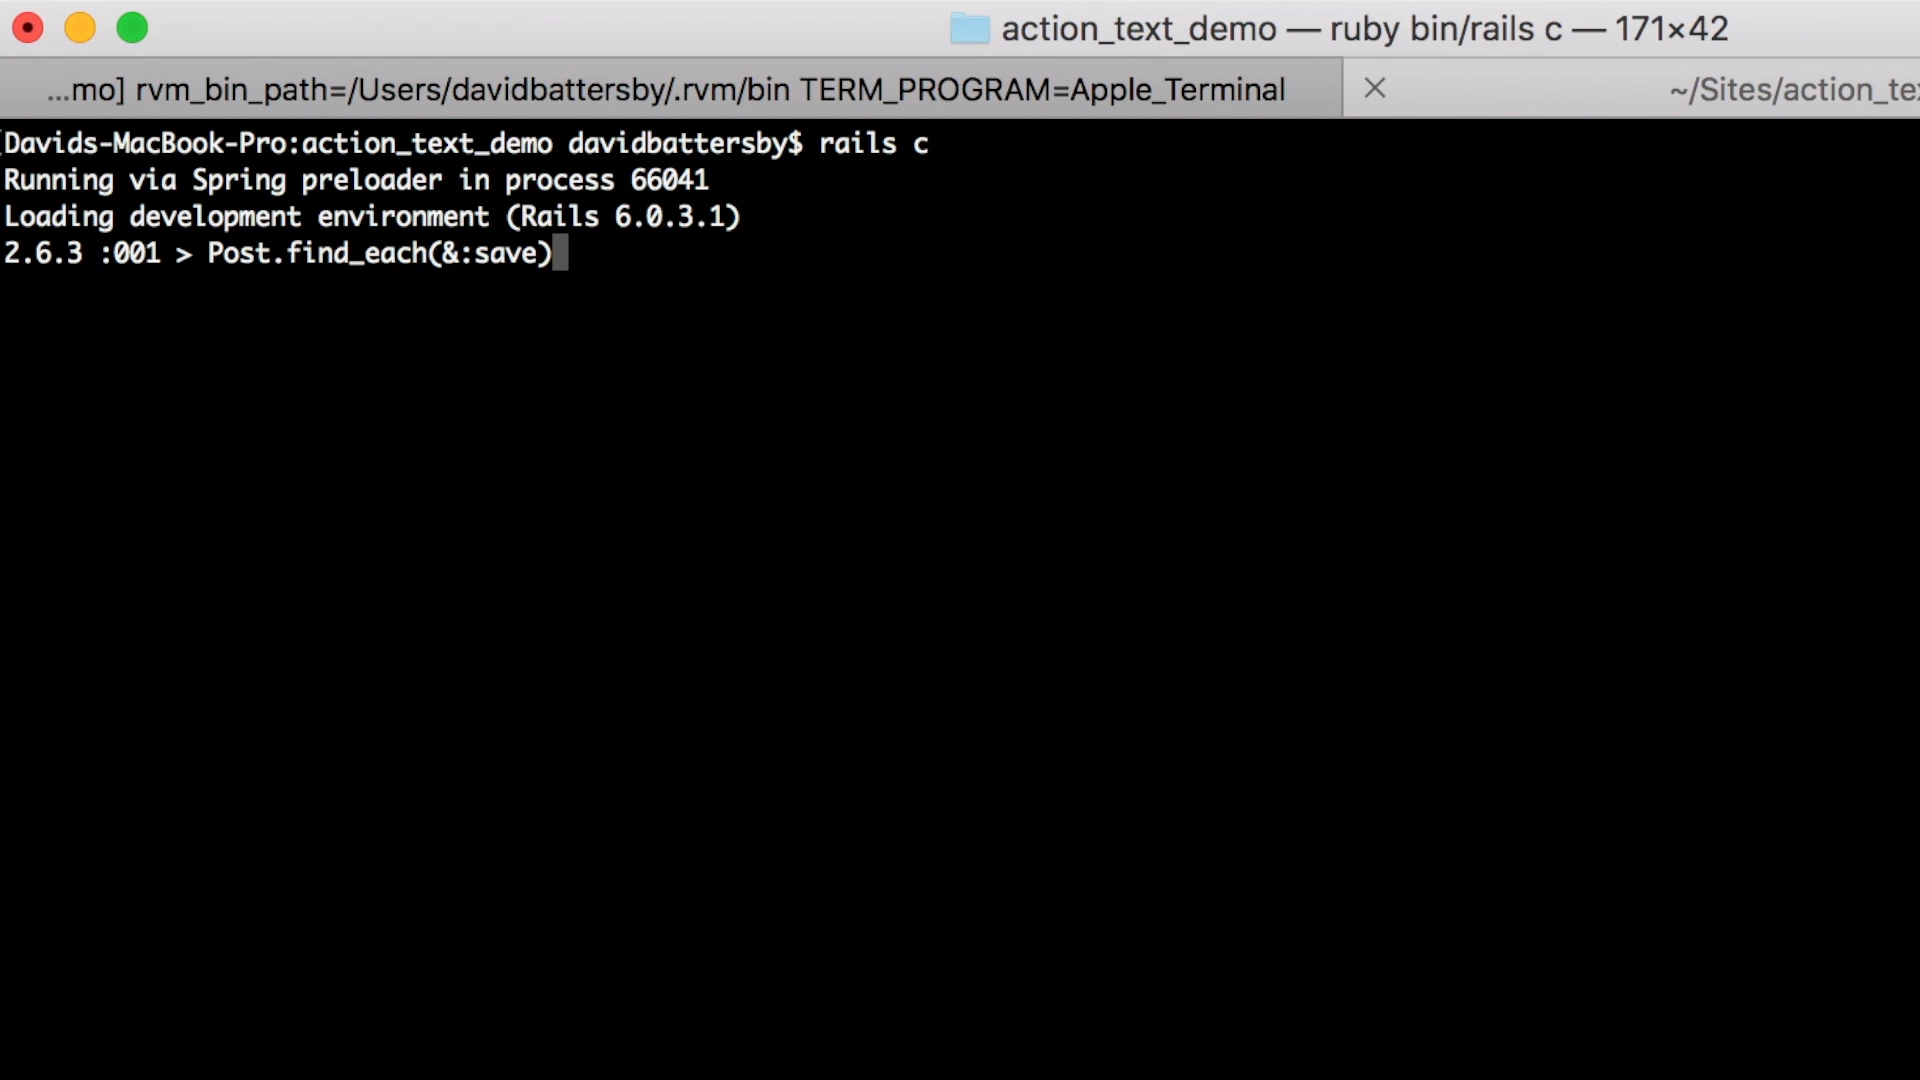 action_text_demo — ruby bin/rails c — 171×42
...mo] rvm_bin_path=/Users/davidbattersby/.rvm/bin TERM_PROGRAM=Apple_Terminal
~/Sites/action_te
Davids-MacBook-Pro:action_text_demo davidbattersby$ rails c
Running via Spring preloader in process 66041
Loading development environment (Rails 6.0.3.1)
2.6.3 :001 > Post.find_each(&:save)